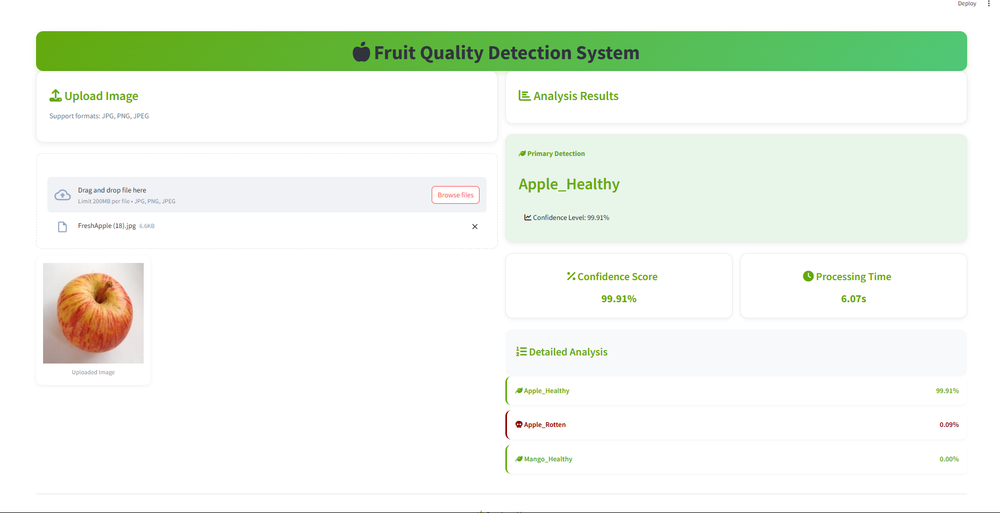 Deploy
Fruit Quality Detection System
Upload Image
Support formats: JPG, PNG, JPEG
Drag and drop file here
Limit 200MB per file • JPG, PNG, JPEG
Browse files
FreshApple (18).jpg 6.6KB
Uploaded Image
Analysis Results
Primary Detection
Apple_Healthy
Confidence Level: 99.91%
Confidence Score
99.91%
Processing Time
6.07s
Detailed Analysis
Apple_Healthy 99.91%
Apple_Rotten 0.09%
Mango_Healthy 0.00%